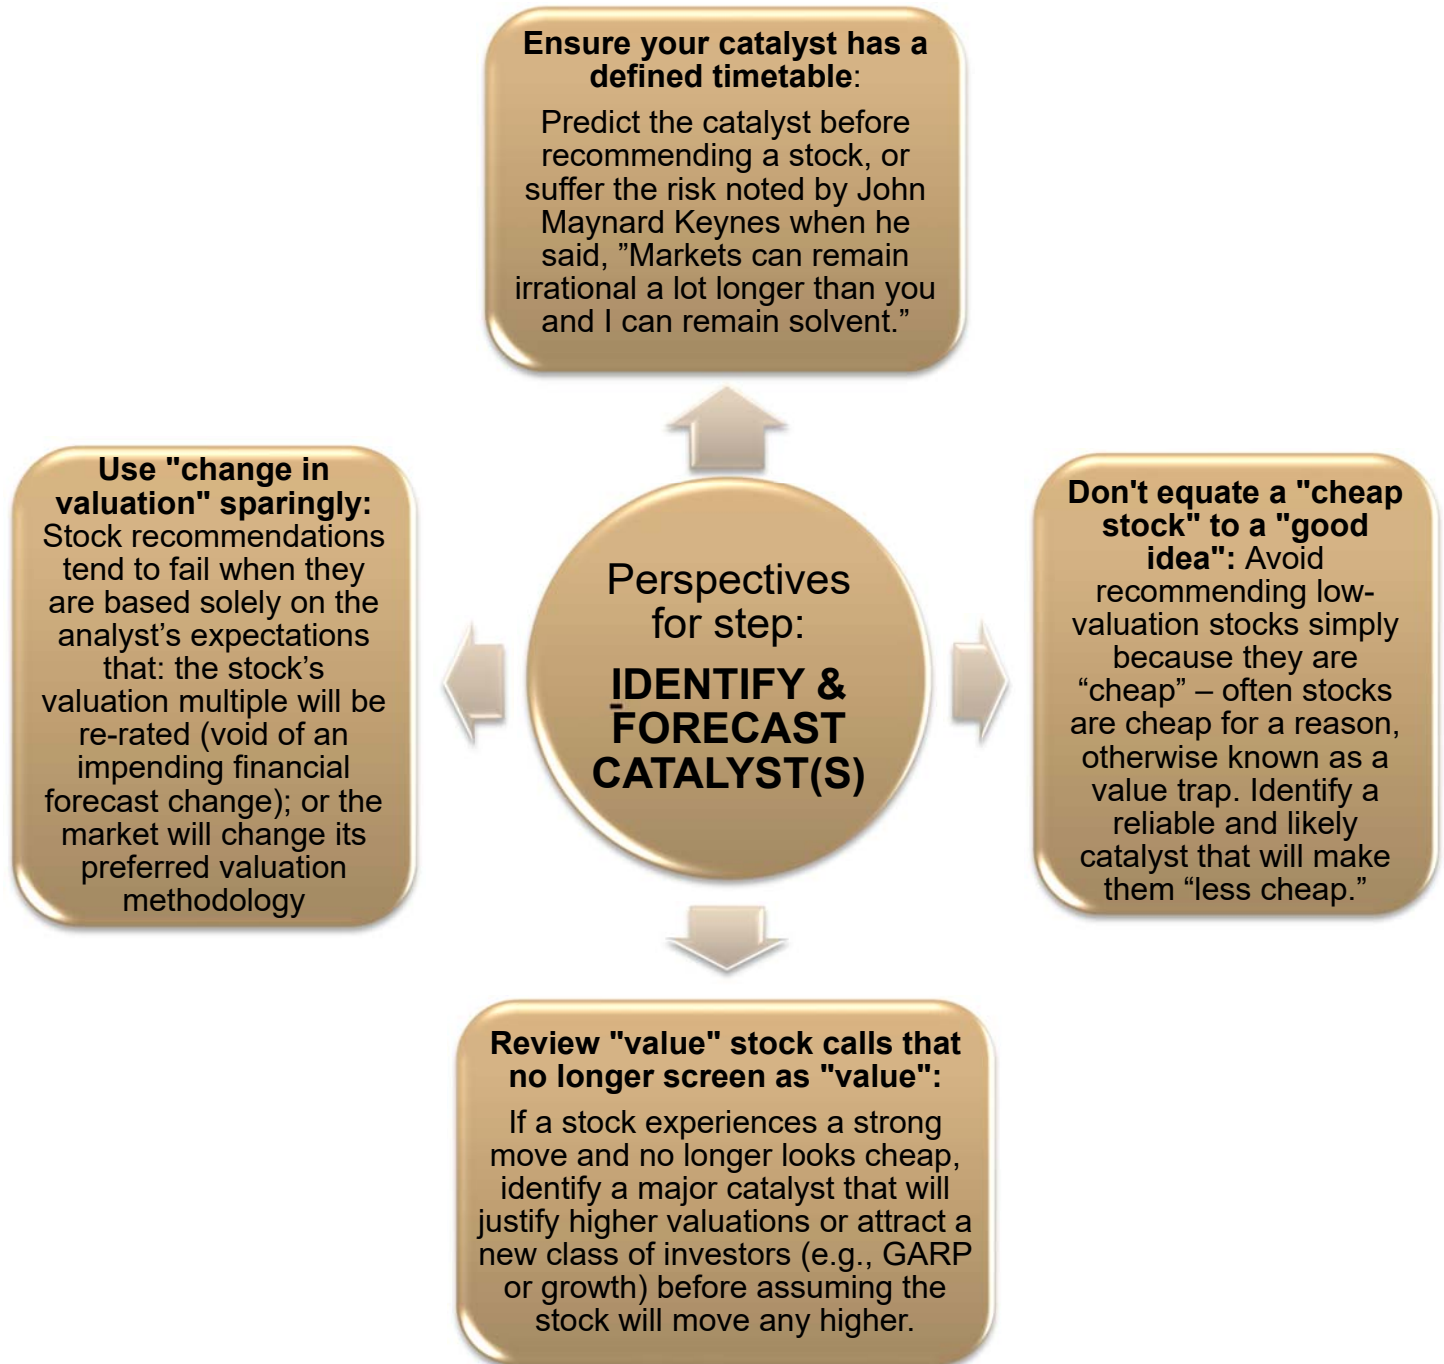 Ensure your catalyst has a
defined timetable:
Predict the catalyst before
recommending a stock, or
suffer the risk noted by John
Maynard Keynes when he
said, ”Markets can remain
irrational a lot longer than you
and I can remain solvent.”
Use "change in
valuation" sparingly:
Stock recommendations
tend to fail when they
are based solely on the
analyst’s expectations
that: the stock’s
valuation multiple will be
re-rated (void of an
impending financial
forecast change); or the
market will change its
preferred valuation
methodology
Perspectives
for step:
IDENTIFY &
FORECAST
CATALYST(S)
Don't equate a "cheap
stock" to a "good
idea": Avoid
recommending low-
valuation stocks simply
because they are
“cheap” – often stocks
are cheap for a reason,
otherwise known as a
value trap. Identify a
reliable and likely
catalyst that will make
them “less cheap.”
Review "value" stock calls that
no longer screen as "value":
If a stock experiences a strong
move and no longer looks cheap,
identify a major catalyst that will
justify higher valuations or attract a
new class of investors (e.g., GARP
or growth) before assuming the
stock will move any higher.